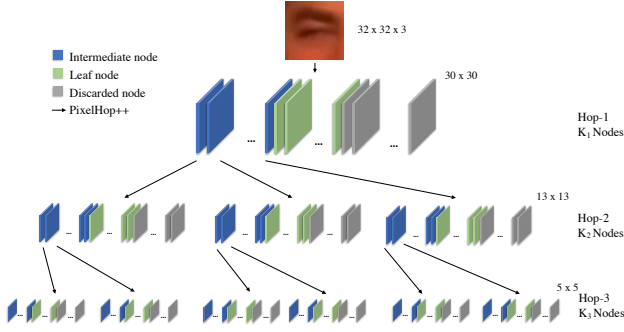 32 x 32 x 3
Intermediate node
Leaf node
Discarded node
PixelHop++
30 x 30
... ... ...
Hop-1
K1 Nodes
13 x 13
... ... ... ... ... ... ... ... ...
Hop-2
K2 Nodes
5 x 5
... ... ... ... ... ... ... ... ... ... ... ... ... ... ... ... ... ...
Hop-3
K3 Nodes